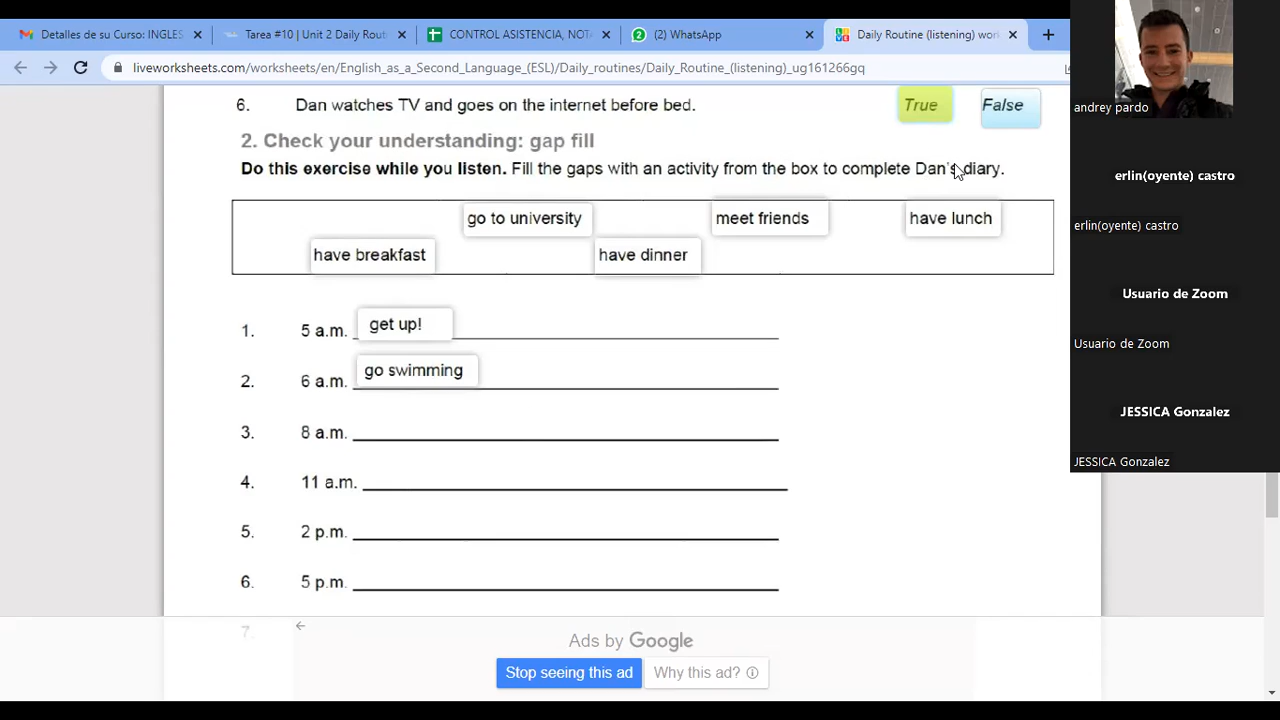 Detalles de su Curso: INGLES
Tarea #10 | Unit 2 Daily Routi
CONTROL ASISTENCIA, NOTA
(2) WhatsApp
Daily Routine (listening) wor
liveworksheets.com/worksheets/en/English_as_a_Second_Language_(ESL)/Daily_routines/Daily_Routine_(listening)_ug161266gq
6. Dan watches TV and goes on the internet before bed. True False
2. Check your understanding: gap fill
Do this exercise while you listen. Fill the gaps with an activity from the box to complete Dan's diary.
go to university meet friends have lunch
have breakfast have dinner
1. 5 a.m. get up!
2. 6 a.m. go swimming
3. 8 a.m.
4. 11 a.m.
5. 2 p.m.
6. 5 p.m.
7.
Ads by Google
Stop seeing this ad Why this ad?
andrey pardo
erlin(oyente) castro
erlin(oyente) castro
Usuario de Zoom
Usuario de Zoom
JESSICA Gonzalez
JESSICA Gonzalez